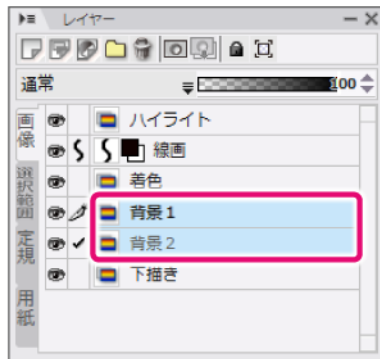 レイヤー
通常
100
画像
選択範囲
定規
用紙
ハイライト
線画
着色
背景1
背景2
下描き